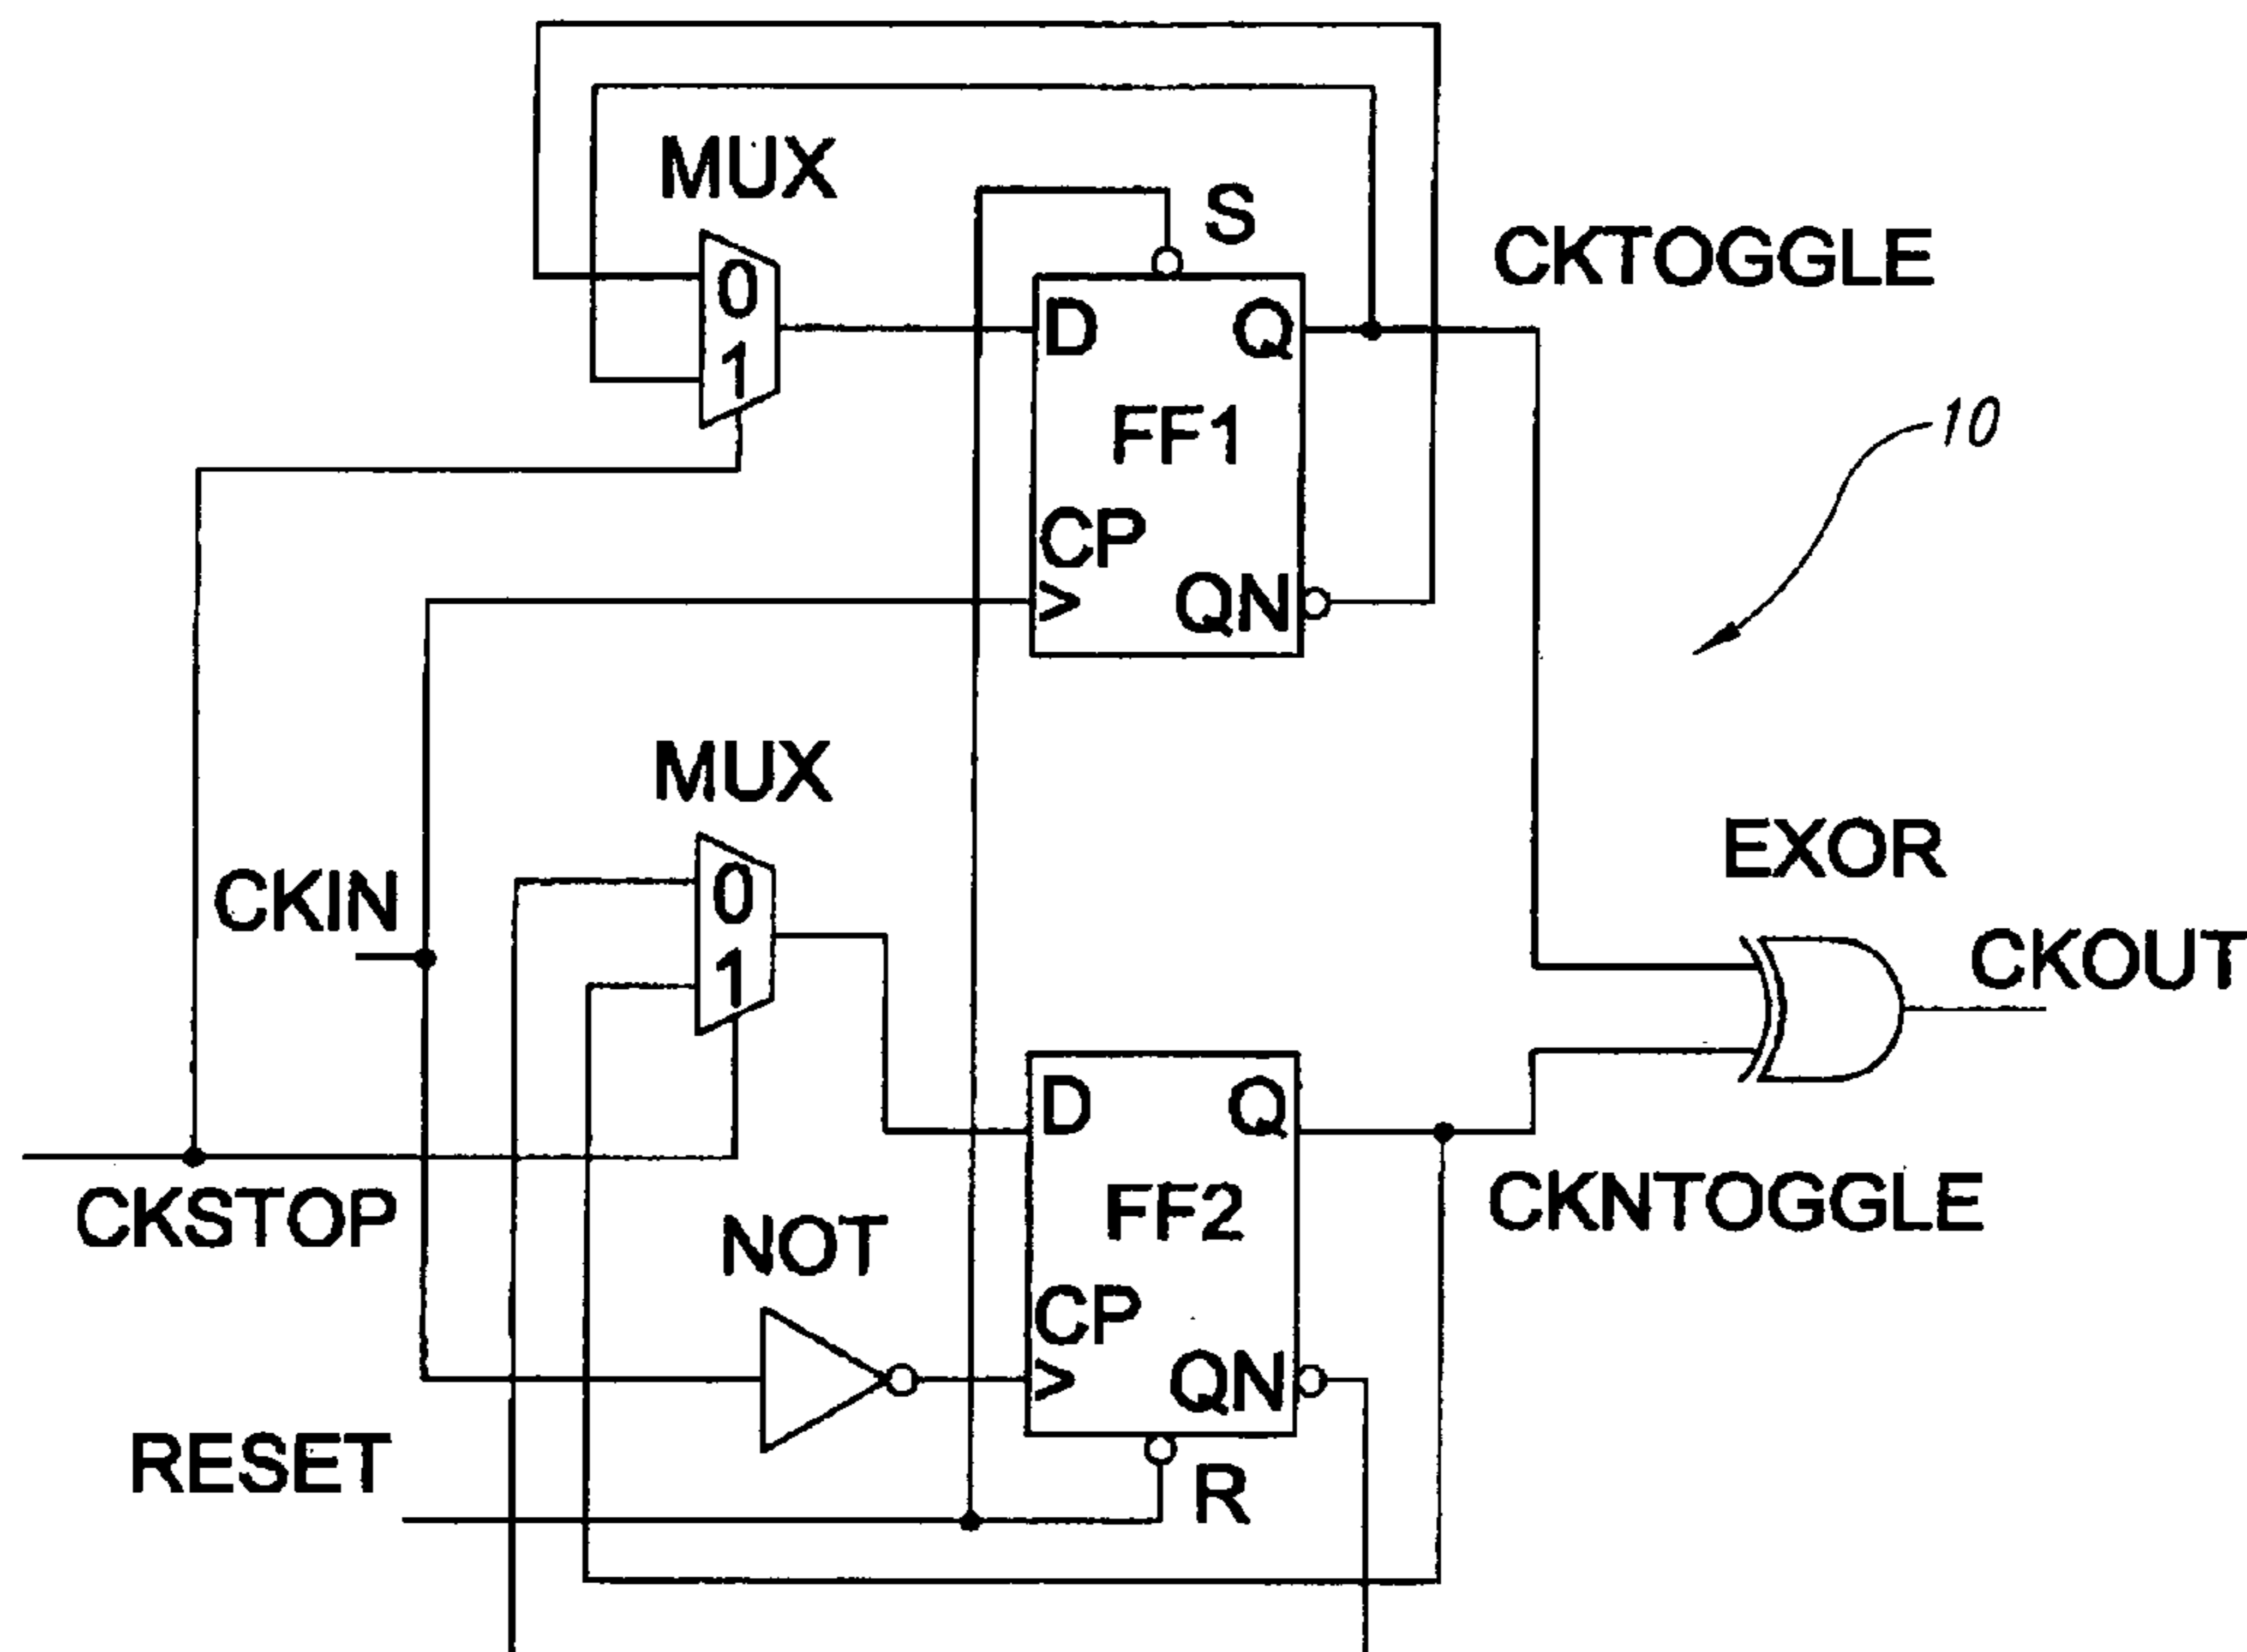 MUX
0
1
S
D
Q
FF1
CP
>
QN
CKTOGGLE
10
MUX
0
1
CKIN
EXOR
CKOUT
CKSTOP
NOT
D
Q
FF2
CP
>
QN
CKNTOGGLE
RESET
R